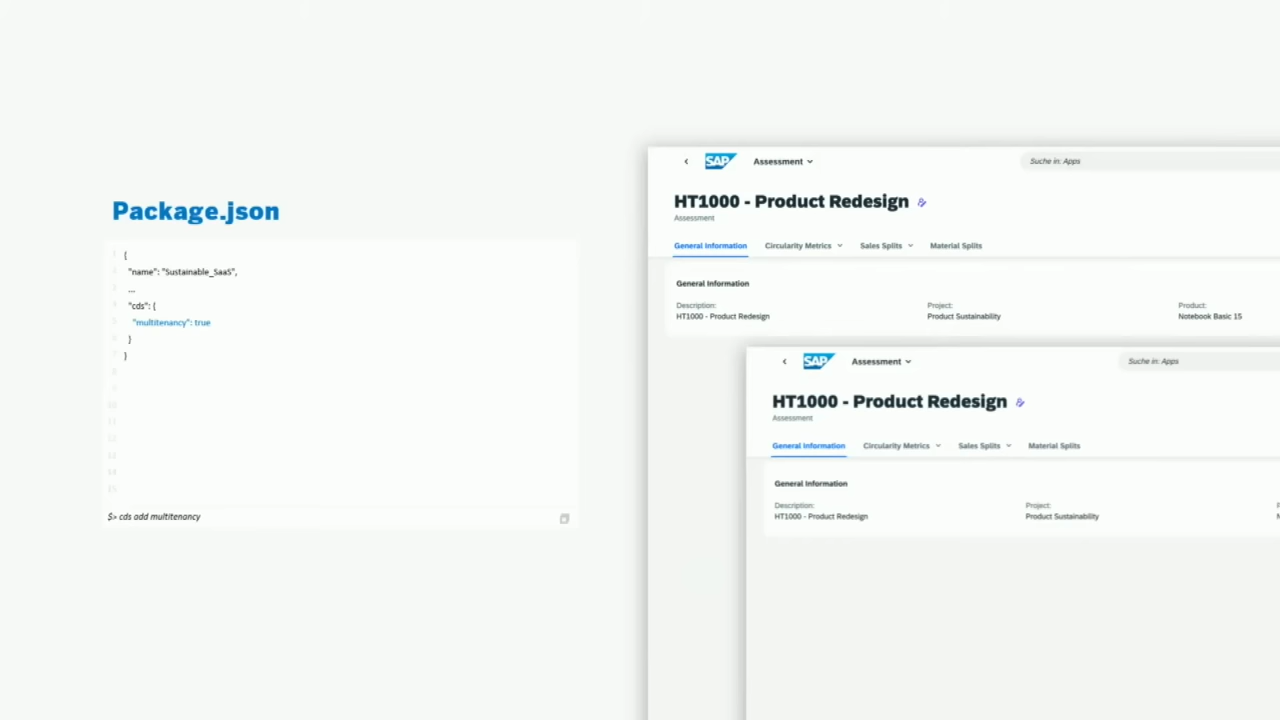 Package.json
1 {
"name": "Sustainable_SaaS",
...
"cds": {
"multitenancy": true
}
}
$> cds add multitenancy
SAP Assessment Suche in: Apps
HT1000 - Product Redesign
Assessment
General Information Circularity Metrics Sales Splits Material Splits
General Information
Description: Project: Product:
HT1000 - Product Redesign Product Sustainability Notebook Basic 15
SAP Assessment Suche in: Apps
HT1000 - Product Redesign
Assessment
General Information Circularity Metrics Sales Splits Material Splits
General Information
Description: Project:
HT1000 - Product Redesign Product Sustainability